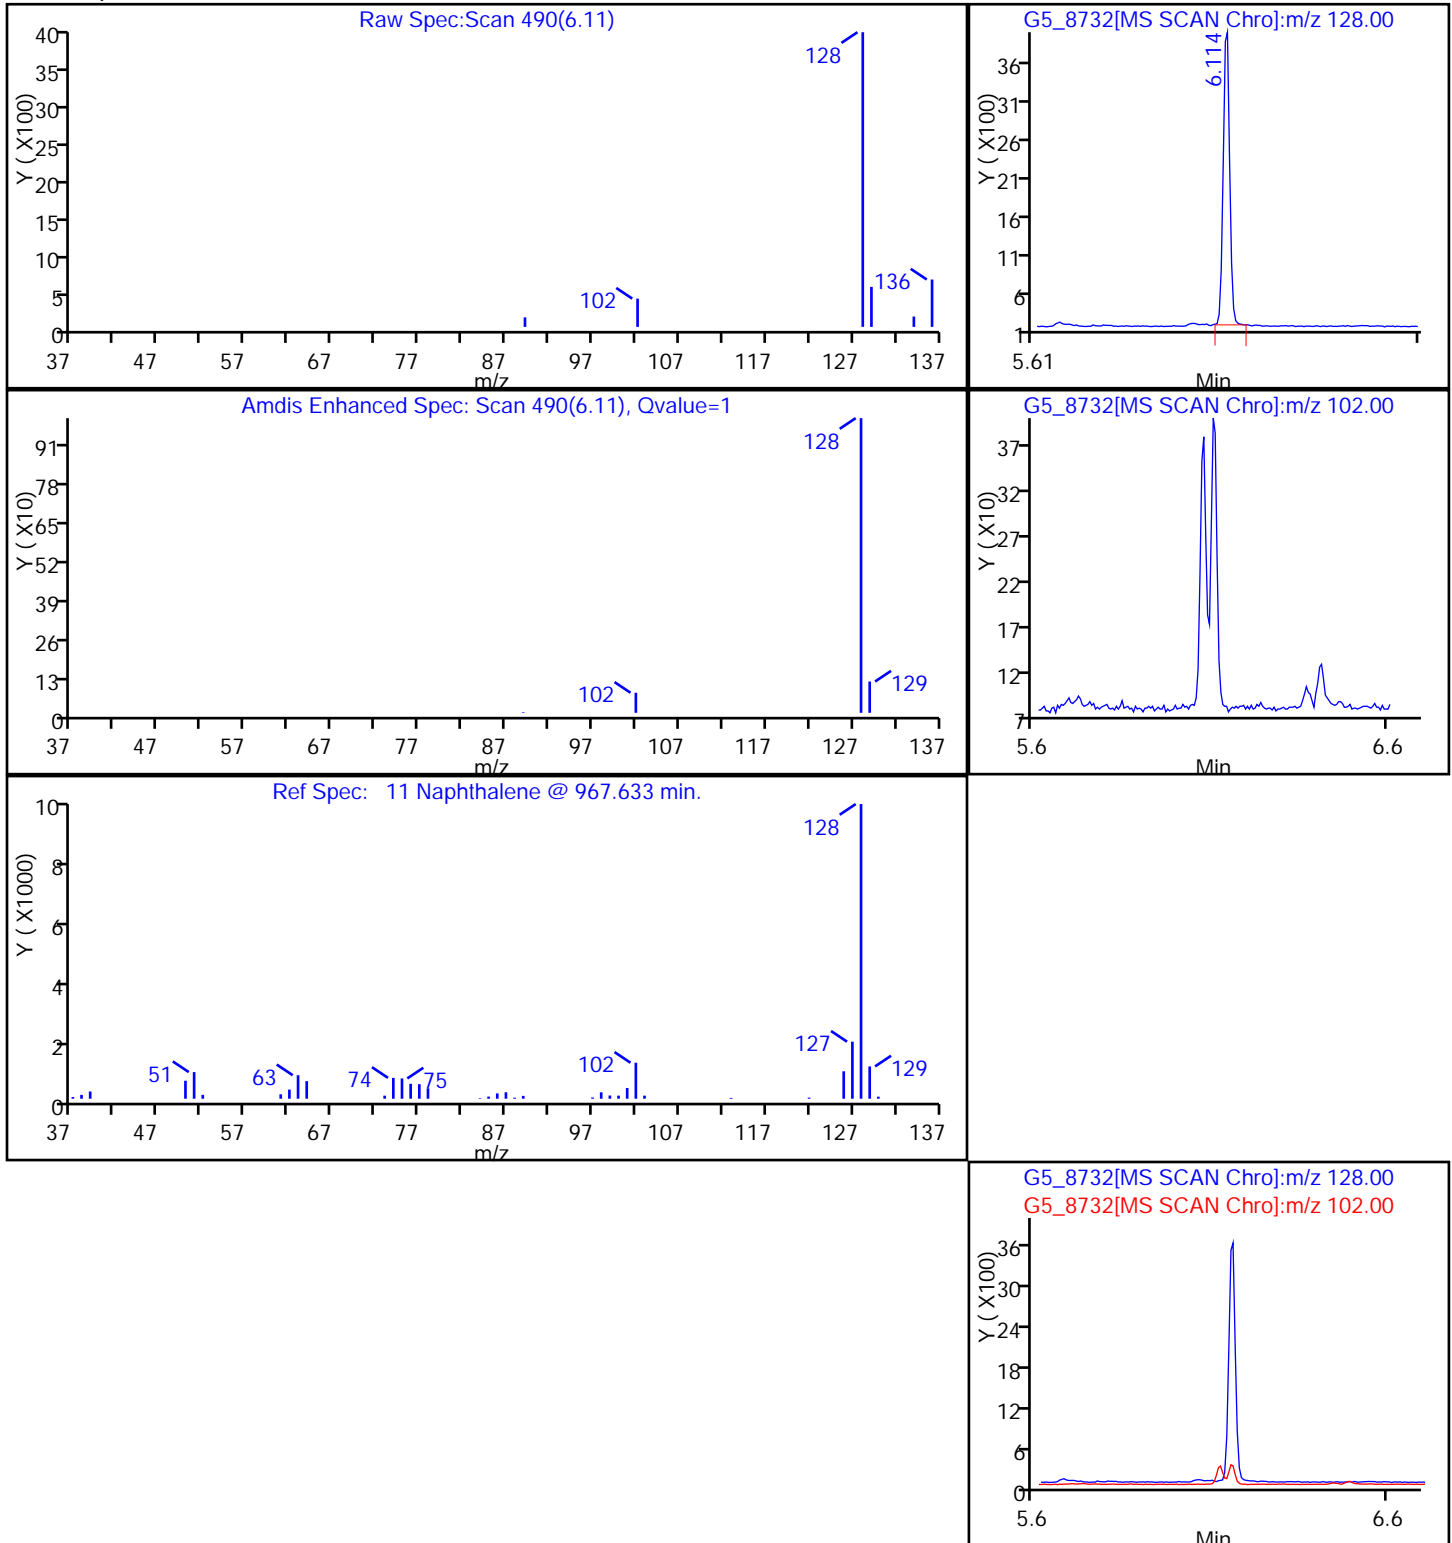 Raw Spec:Scan 490(6.11)
40
35
30
25
20
15
10
5
0
Y ( X100)
128
102
136
37 47 57 67 77 87 97 107 117 127 137
m/z
G5_8732[MS SCAN Chro]:m/z 128.00
36
31
26
21
16
11
6
1
Y ( X100)
6.114
5.61
Min
Amdis Enhanced Spec: Scan 490(6.11), Qvalue=1
91
78
65
52
39
26
13
0
Y ( X10)
128
102
129
37 47 57 67 77 87 97 107 117 127 137
m/z
G5_8732[MS SCAN Chro]:m/z 102.00
37
32
27
22
17
12
7
Y ( X10)
5.6 6.6
Min
Ref Spec: 11 Naphthalene @ 967.633 min.
10
8
6
4
2
0
Y ( X1000)
128
127
129
102
51
63
74
75
37 47 57 67 77 87 97 107 117 127 137
m/z
G5_8732[MS SCAN Chro]:m/z 128.00
G5_8732[MS SCAN Chro]:m/z 102.00
36
30
24
18
12
6
0
Y ( X100)
5.6 6.6
Min